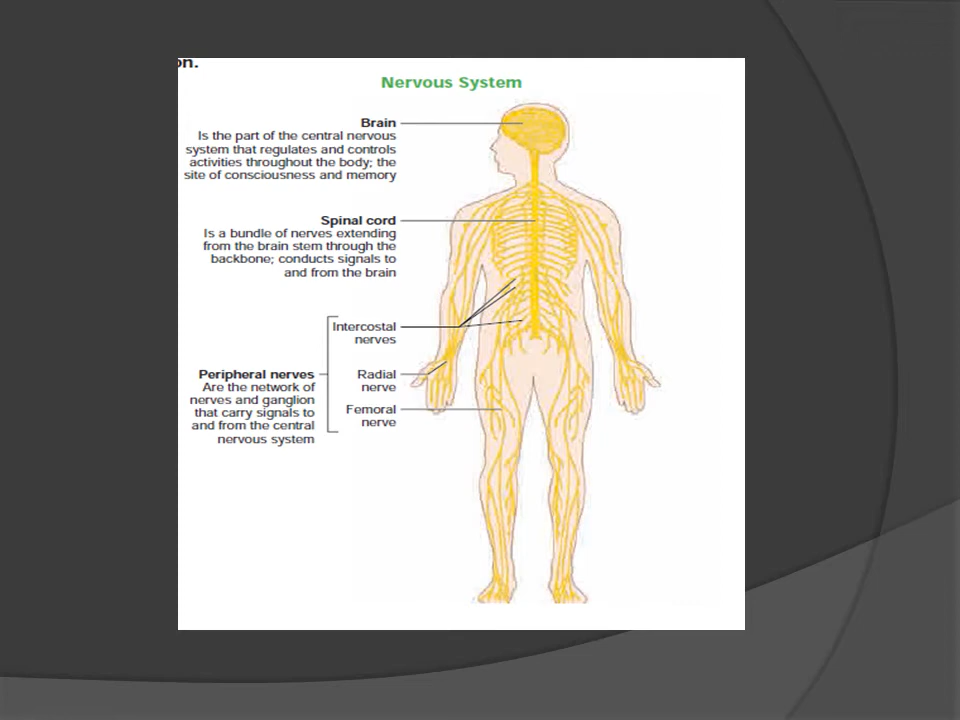 on.
Nervous System
Brain
Is the part of the central nervous
system that regulates and controls
activities throughout the body; the
site of consciousness and memory
Spinal cord
Is a bundle of nerves extending
from the brain stem through the
backbone; conducts signals to
and from the brain
Intercostal
nerves
Peripheral nerves
Are the network of
nerves and ganglion
that carry signals to
and from the central
nervous system
Radial
nerve
Femoral
nerve